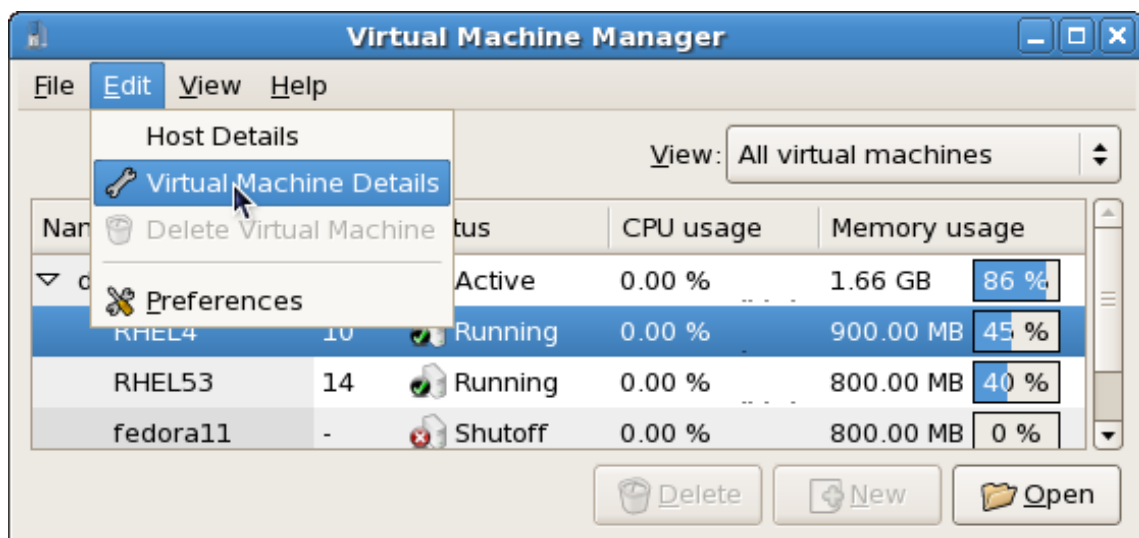 Virtual Machine Manager
File Edit View Help
Host Details
View: All virtual machines
Virtual Machine Details
Delete Virtual Machine
CPU usage Memory usage
Active 0.00 % 1.66 GB 86 %
Preferences
RHEL4 10 Running 0.00 % 900.00 MB 45 %
RHEL53 14 Running 0.00 % 800.00 MB 40 %
fedora11 - Shutoff 0.00 % 800.00 MB 0 %
Delete New Open